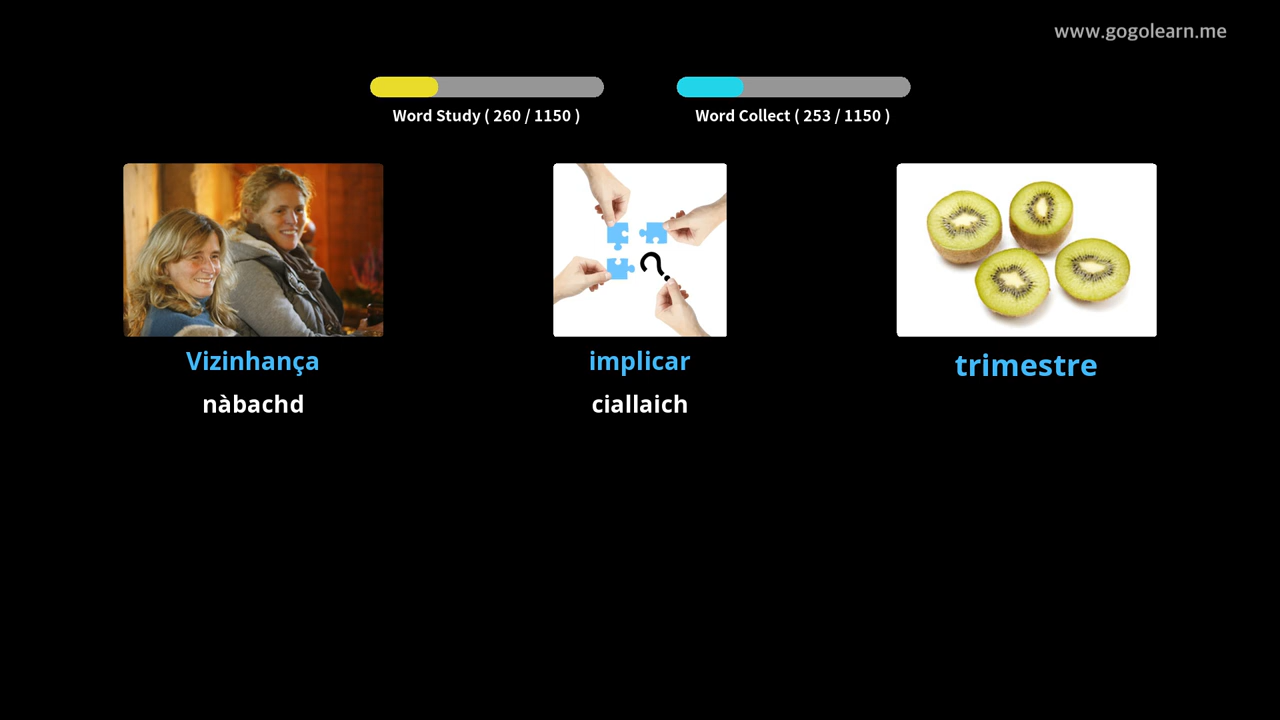 www.gogolearn.me
Word Study ( 260 / 1150 )
Word Collect ( 253 / 1150 )
Vizinhança
nàbachd
implicar
ciallaich
trimestre